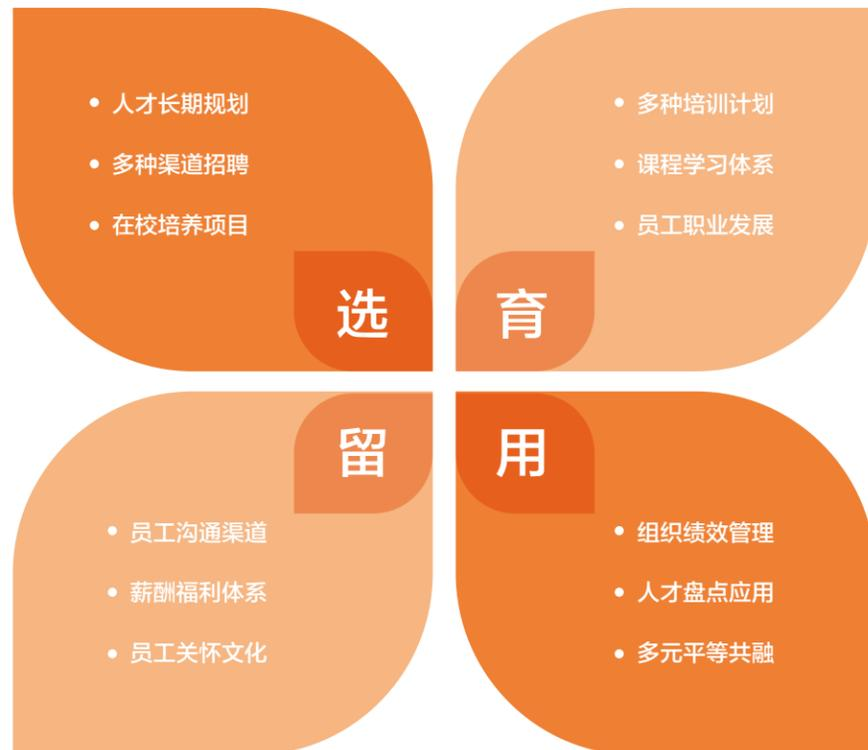 人才长期规划
多种渠道招聘
在校培养项目
选
多种培训计划
课程学习体系
员工职业发展
育
留
员工沟通渠道
薪酬福利体系
员工关怀文化
用
组织绩效管理
人才盘点应用
多元平等共融